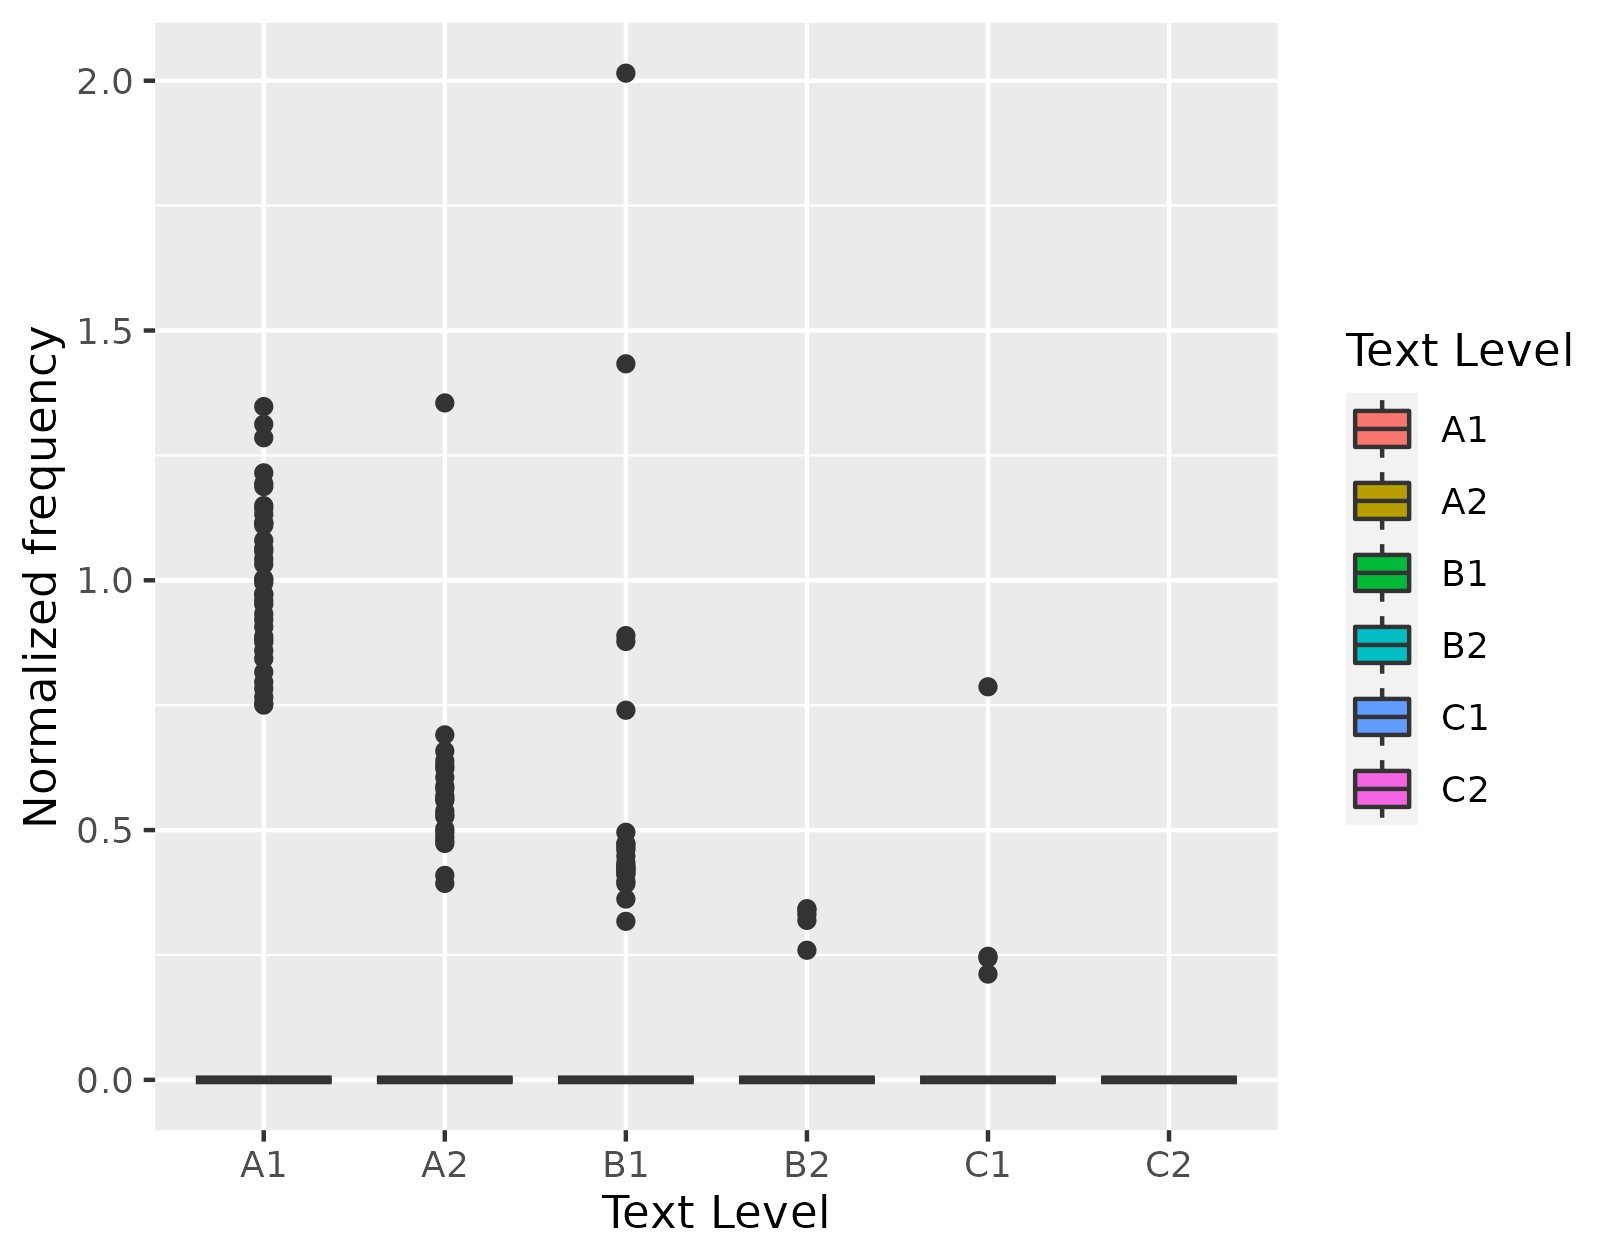 2.0
1.5
1.0
0.5
0.0
Normalized frequency
A1 A2 B1 B2 C1 C2
Text Level
Text Level
A1
A2
B1
B2
C1
C2